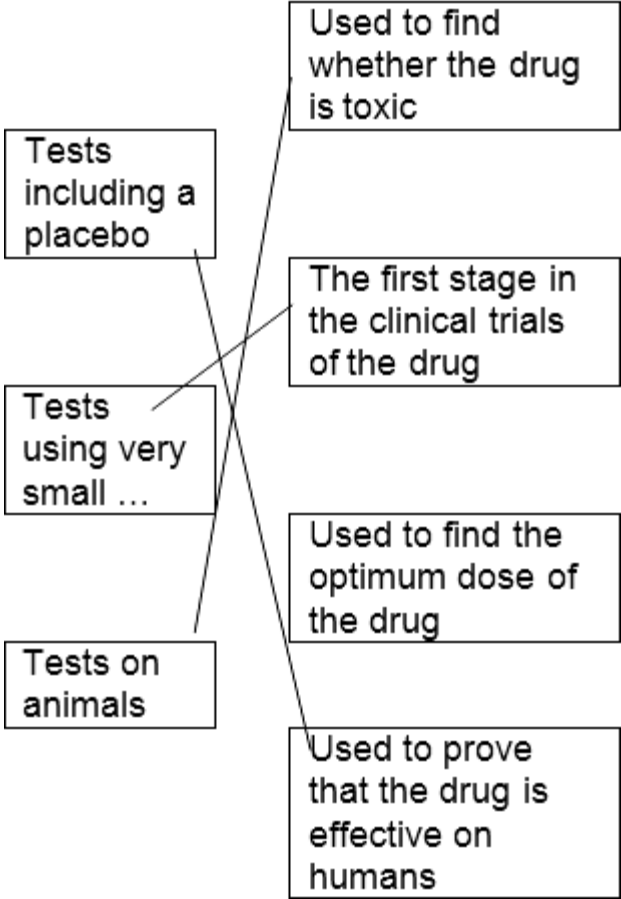 Tests
including a
placebo
Tests
using very
small …
Tests on
animals
Used to find
whether the drug
is toxic
The first stage in
the clinical trials
of the drug
Used to find the
optimum dose of
the drug
Used to prove
that the drug is
effective on
humans